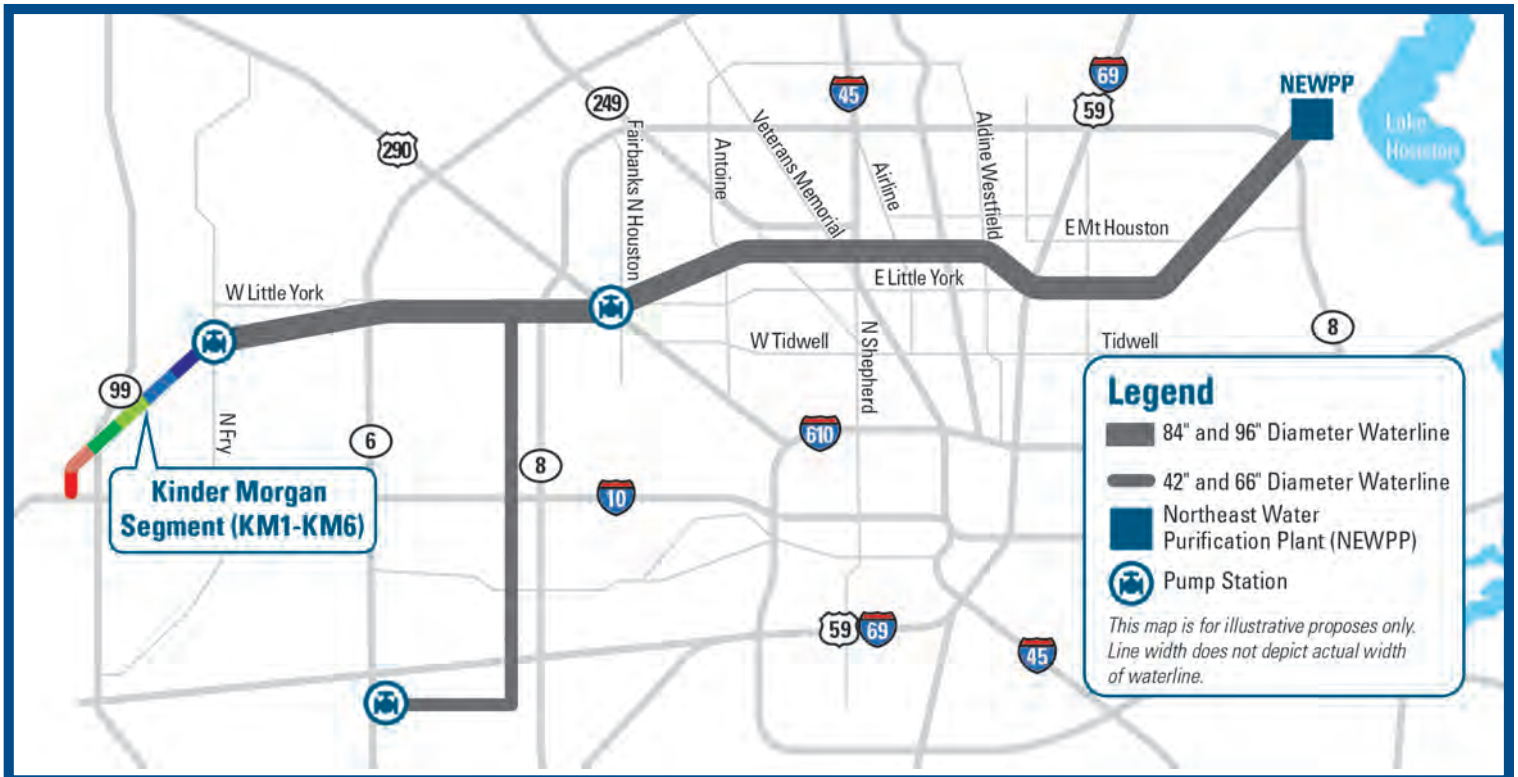 NEWPP
Lake
Houston
69
59
45
249
290
Fairbanks N Houston
Antoine
Veterans Memorial
Airline
Aldine Westfield
E Mt Houston
W Little York
E Little York
8
W Tidwell
Tidwell
N Shepherd
99
N Fry
6
8
610
10
Kinder Morgan
Segment (KM1-KM6)
59
69
45
Legend
84" and 96" Diameter Waterline
42" and 66" Diameter Waterline
Northeast Water
Purification Plant (NEWPP)
Pump Station
This map is for illustrative proposes only.
Line width does not depict actual width
of waterline.